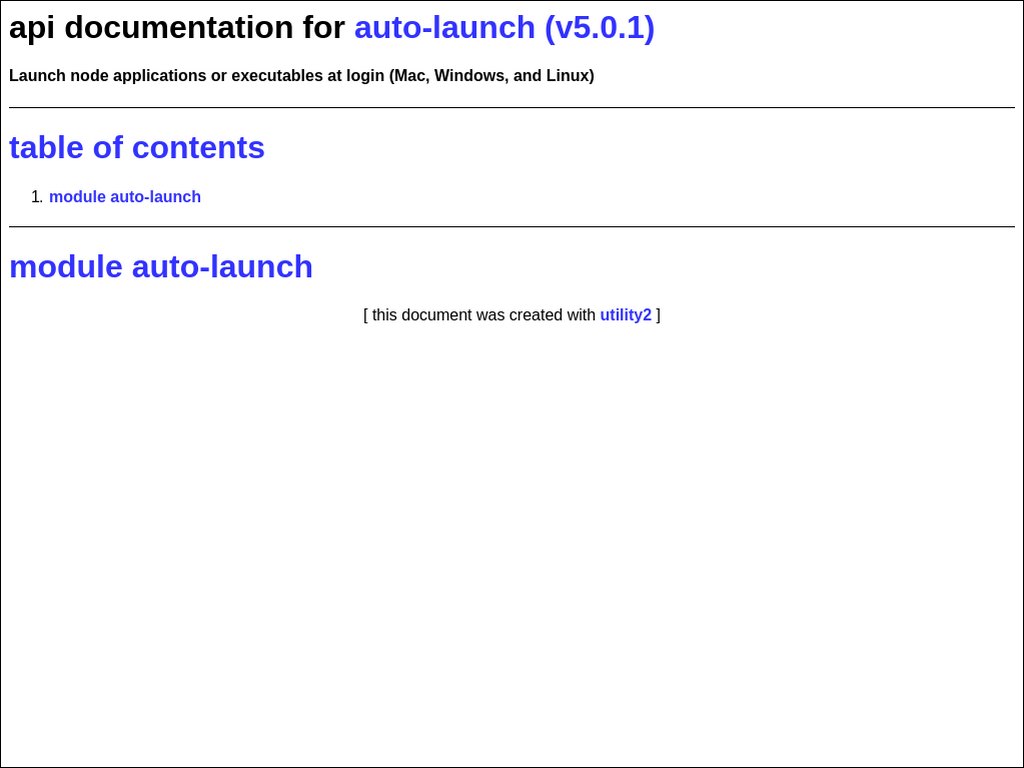 api documentation for auto-launch (v5.0.1)
Launch node applications or executables at login (Mac, Windows, and Linux)
table of contents
1. module auto-launch
module auto-launch
[ this document was created with utility2 ]